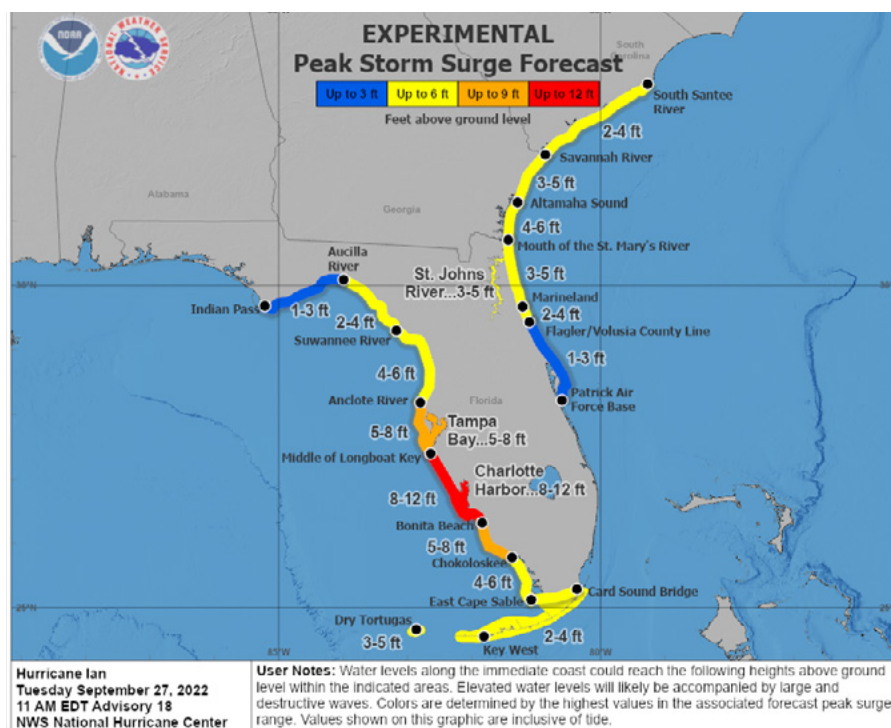 NOAA
NATIONAL WEATHER SERVICE
EXPERIMENTAL
Peak Storm Surge Forecast
Up to 3 ft Up to 6 ft Up to 9 ft Up to 12 ft
Feet above ground level
South
Carolina
South Santee
River
2-4 ft
Savannah River
Alabama
Georgia
3-5 ft
Altamaha Sound
4-6 ft
Mouth of the St. Mary's River
Aucilla
River
St. Johns
River...3-5 ft
3-5 ft
30°N
Indian Pass
1-3 ft
Marineland
2-4 ft
2-4 ft
Flagler/Volusia County Line
Suwannee River
1-3 ft
4-6 ft
Patrick Air
Force Base
Anclote River
Florida
Tampa
Bay...5-8 ft
5-8 ft
Middle of Longboat Key
Charlotte
Harbor...8-12 ft
8-12 ft
Bonita Beach
5-8 ft
Chokoloskee
4-6 ft
Card Sound Bridge
25°N
East Cape Sable
Dry Tortugas
3-5 ft
2-4 ft
Key West
85°W
80°W
Hurricane Ian
Tuesday September 27, 2022
11 AM EDT Advisory 18
NWS National Hurricane Center
User Notes: Water levels along the immediate coast could reach the following heights above ground
level within the indicated areas. Elevated water levels will likely be accompanied by large and
destructive waves. Colors are determined by the highest values in the associated forecast peak surge
range. Values shown on this graphic are inclusive of tide.